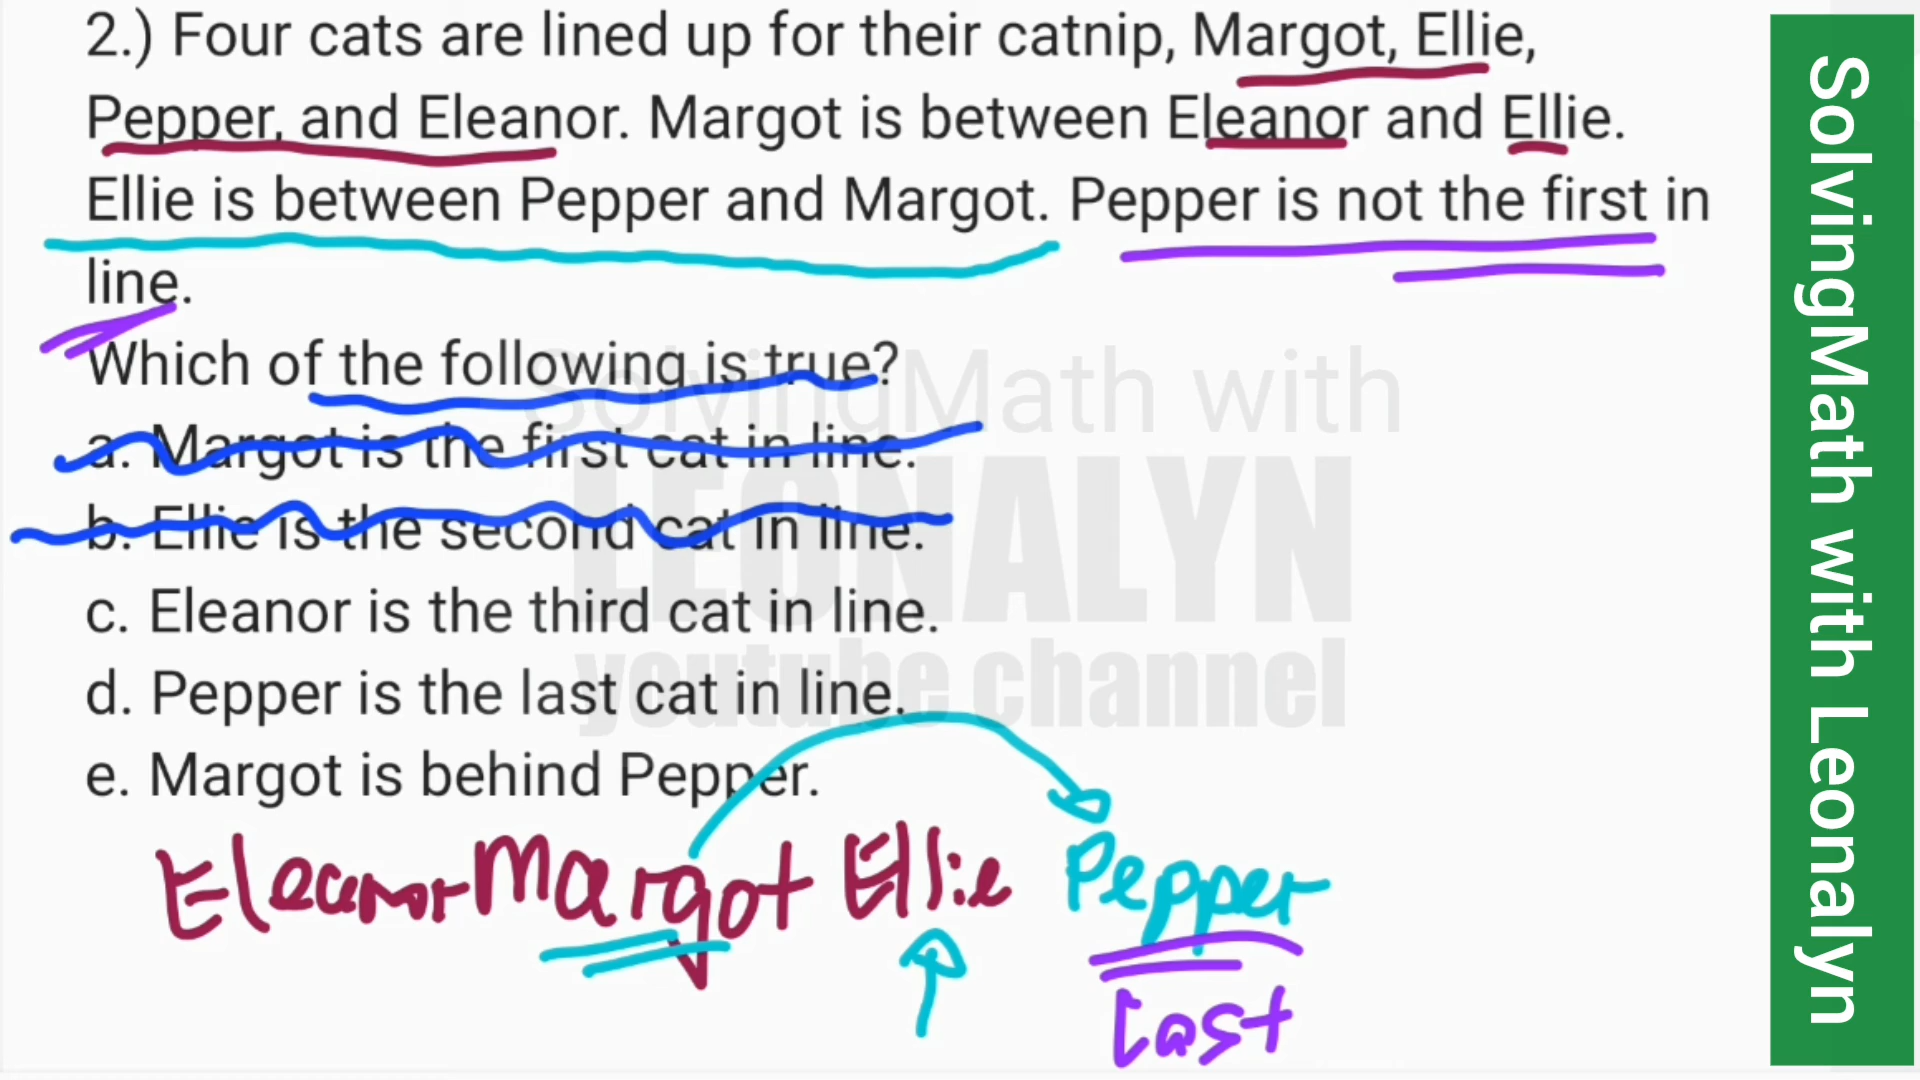 2.) Four cats are lined up for their catnip, Margot, Ellie,
Pepper, and Eleanor. Margot is between Eleanor and Ellie.
Ellie is between Pepper and Margot. Pepper is not the first in
line.
Which of the following is true?
a. Margot is the first cat in line.
b. Ellie is the second cat in line.
c. Eleanor is the third cat in line.
d. Pepper is the last cat in line.
e. Margot is behind Pepper.
Eleanor Margot Ellie Pepper
Last
SolvingMath with
LEONALYN
youtube channel
SolvingMath with Leonalyn